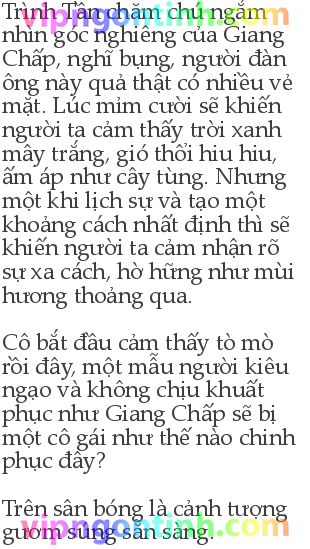 Trình Tần chăm chú ngắm
nhìn góc nghiêng của Giang
Chấp, nghĩ bụng, người đàn
ông này quả thật có nhiều vẻ
mặt. Lúc mỉm cười sẽ khiến
người ta cảm thấy trời xanh
mây trắng, gió thổi hiu hiu,
ấm áp như cây tùng. Nhưng
một khi lịch sự và tạo một
khoảng cách nhất định thì sẽ
khiến người ta cảm nhận rõ
sự xa cách, hờ hững như mùi
hương thoảng qua.
Cô bắt đầu cảm thấy tò mò
rồi đây, một mẫu người kiêu
ngạo và không chịu khuất
phục như Giang Chấp sẽ bị
một cô gái như thế nào chinh
phục đây?
Trên sân bóng là cảnh tượng
gươm súng sẵn sàng.